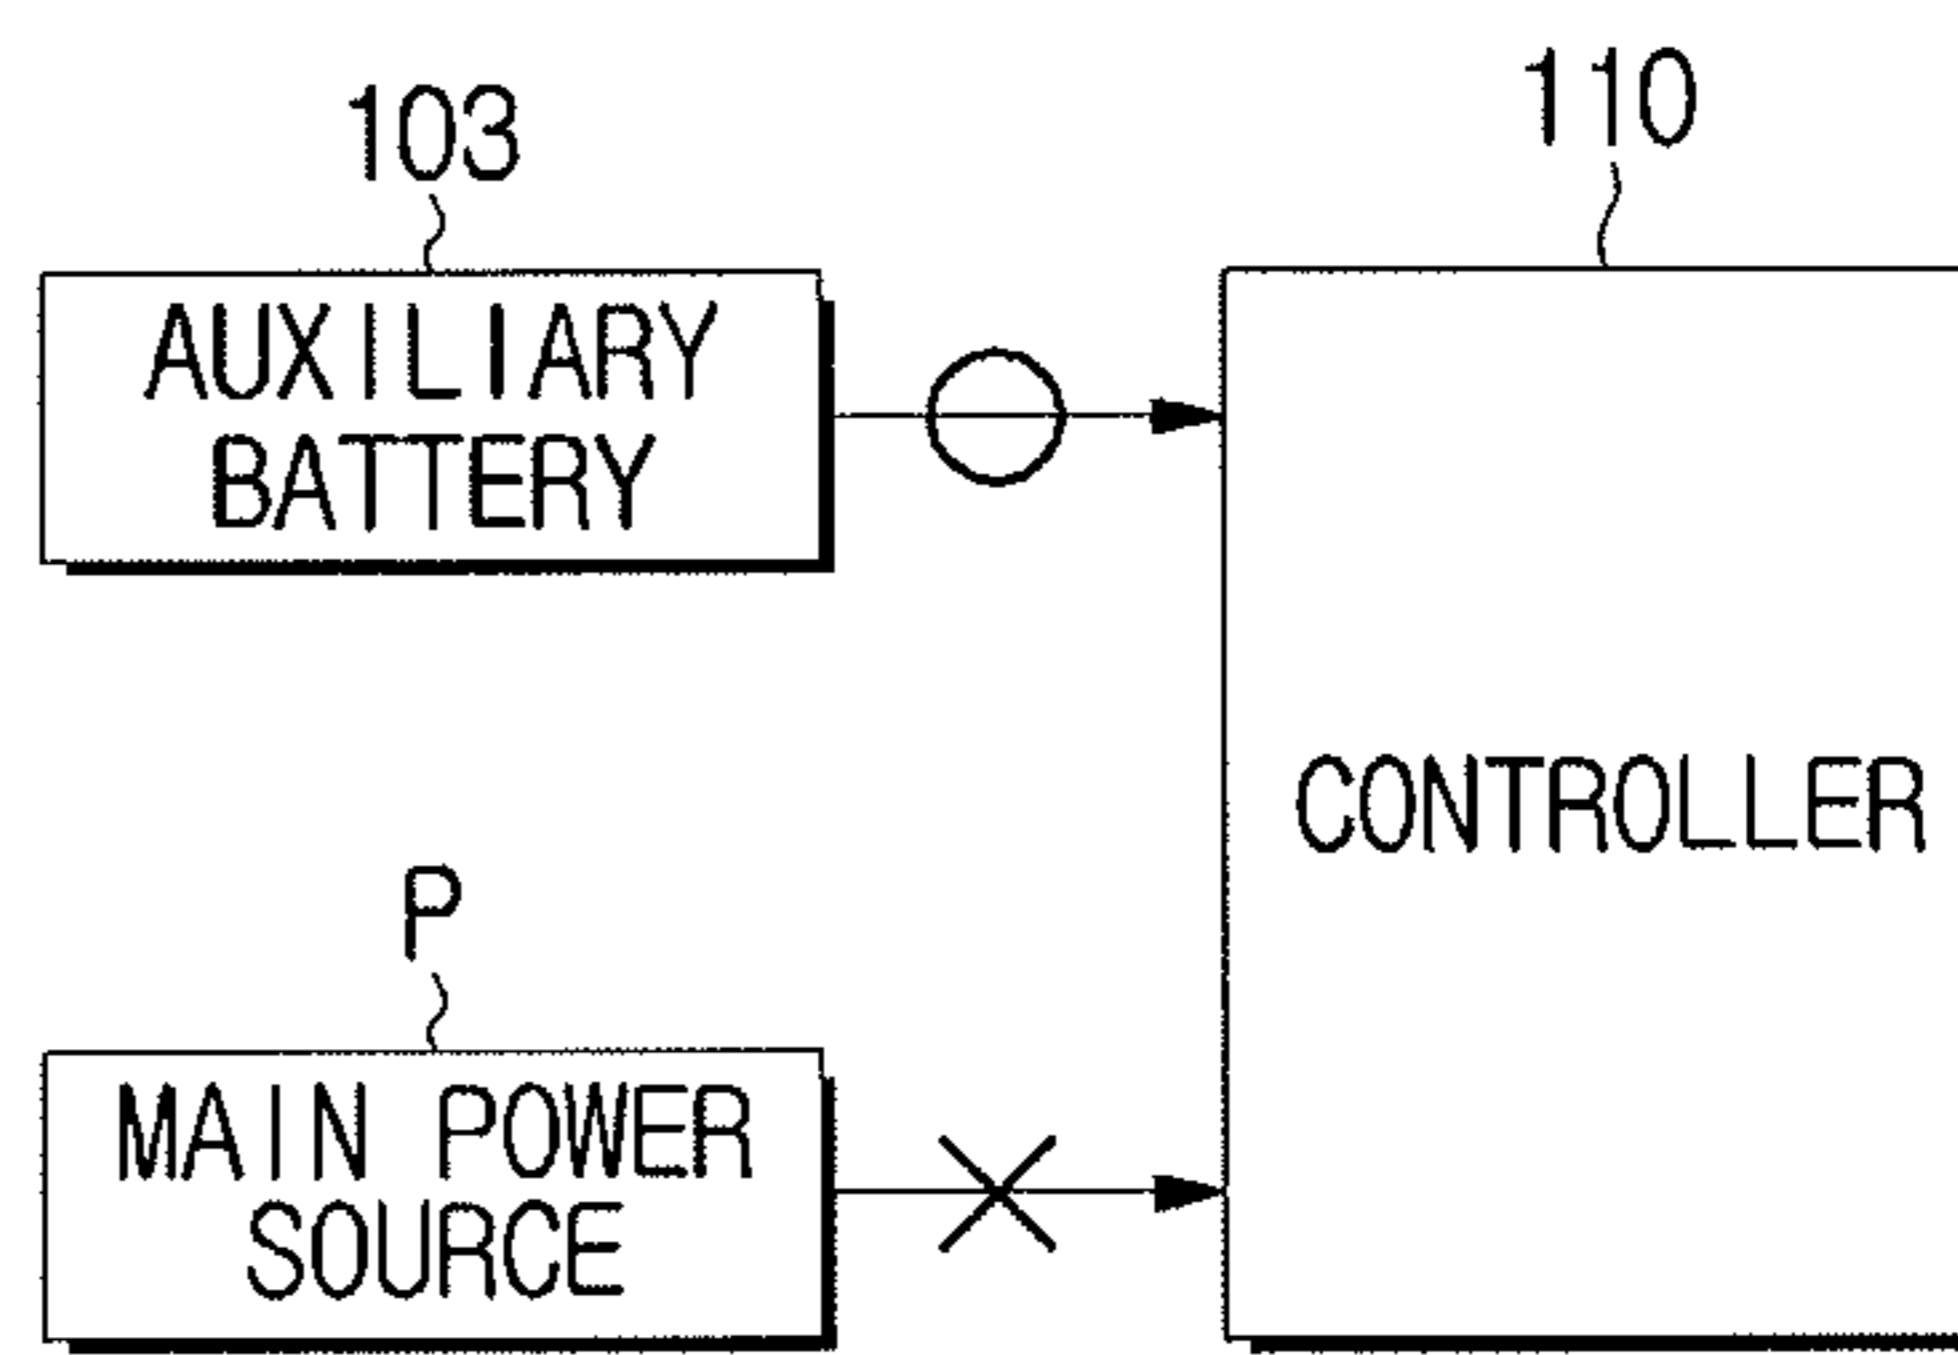 103
110
AUXILIARY
BATTERY
CONTROLLER
P
MAIN POWER
SOURCE